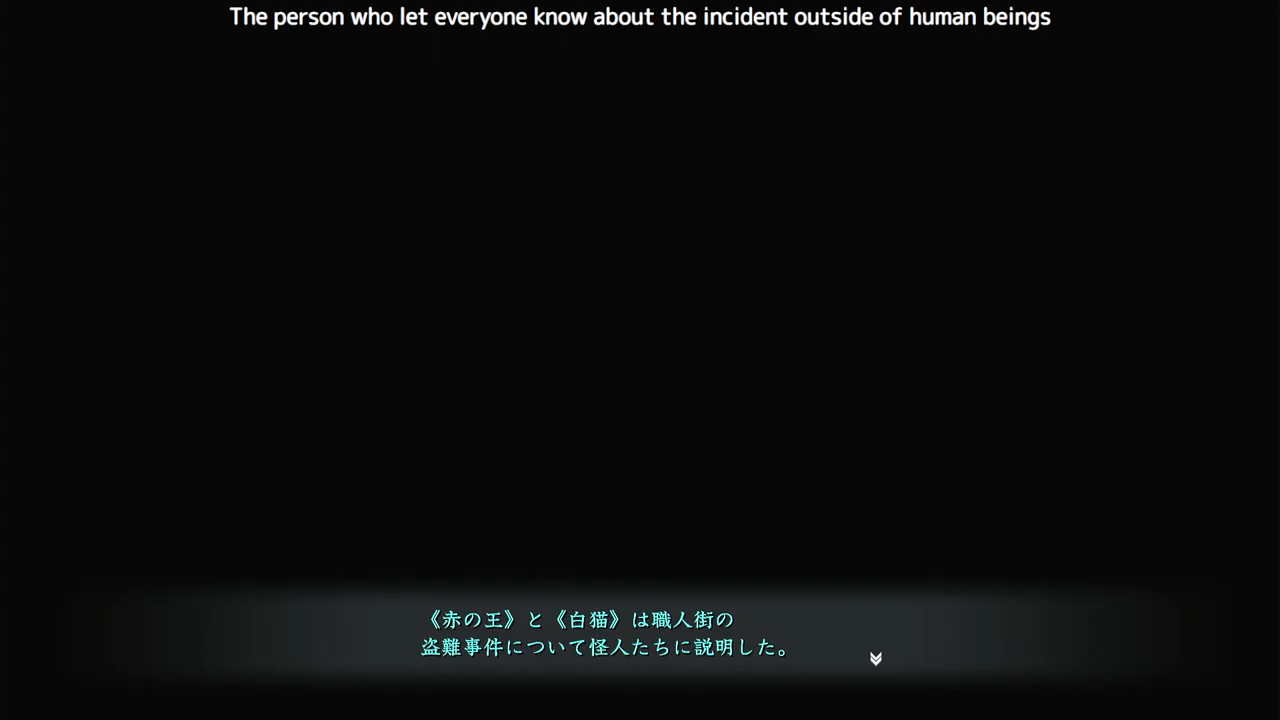 The person who let everyone know about the incident outside of human beings
《赤の王》と《白猫》は職人街の
盗難事件について怪人たちに説明した。